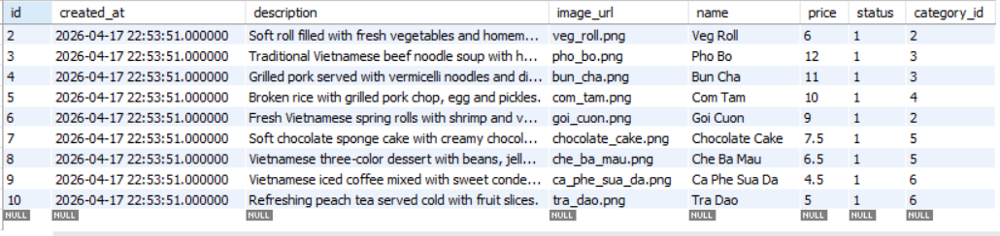 id created_at description image_url name price status category_id
2 2026-04-17 22:53:51.000000 Soft roll filled with fresh vegetables and homem... veg_roll.png Veg Roll 6 1 2
3 2026-04-17 22:53:51.000000 Traditional Vietnamese beef noodle soup with h... pho_bo.png Pho Bo 12 1 3
4 2026-04-17 22:53:51.000000 Grilled pork served with vermicelli noodles and di... bun_cha.png Bun Cha 11 1 3
5 2026-04-17 22:53:51.000000 Broken rice with grilled pork chop, egg and pickles. com_tam.png Com Tam 10 1 4
6 2026-04-17 22:53:51.000000 Fresh Vietnamese spring rolls with shrimp and v... goi_cuon.png Goi Cuon 9 1 2
7 2026-04-17 22:53:51.000000 Soft chocolate sponge cake with creamy chocol... chocolate_cake.png Chocolate Cake 7.5 1 5
8 2026-04-17 22:53:51.000000 Vietnamese three-color dessert with beans, jell... che_ba_mau.png Che Ba Mau 6.5 1 5
9 2026-04-17 22:53:51.000000 Vietnamese iced coffee mixed with sweet conde... ca_phe_sua_da.png Ca Phe Sua Da 4.5 1 6
10 2026-04-17 22:53:51.000000 Refreshing peach tea served cold with fruit slices. tra_dao.png Tra Dao 5 1 6
NULL NULL NULL NULL NULL NULL NULL NULL